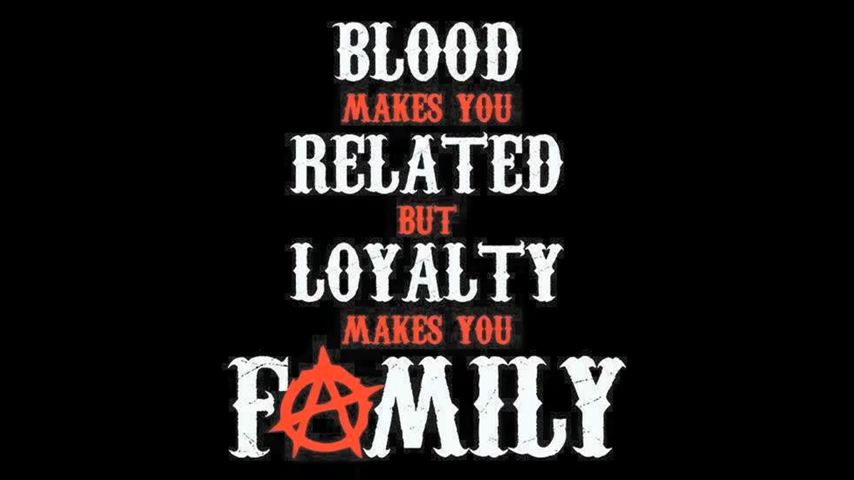 BLOOD
MAKES YOU
RELATED
BUT
LOYALTY
MAKES YOU
FAMILY